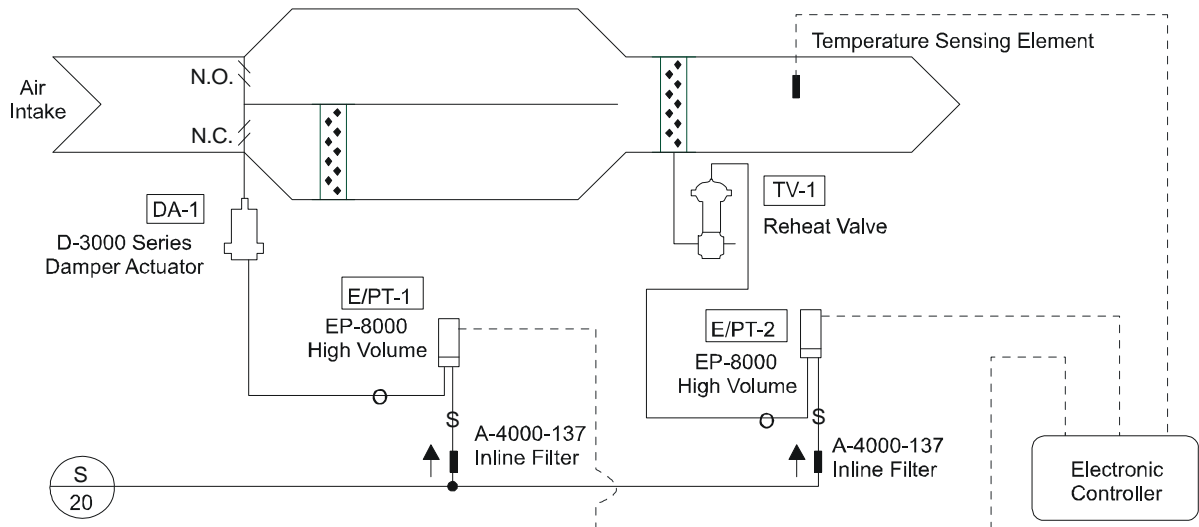 Temperature Sensing Element
Air
Intake
N.O.
N.C.
DA-1
D-3000 Series
Damper Actuator
TV-1
Reheat Valve
E/PT-1
EP-8000
High Volume
E/PT-2
EP-8000
High Volume
O
S
O
S
A-4000-137
Inline Filter
A-4000-137
Inline Filter
S
20
Electronic
Controller